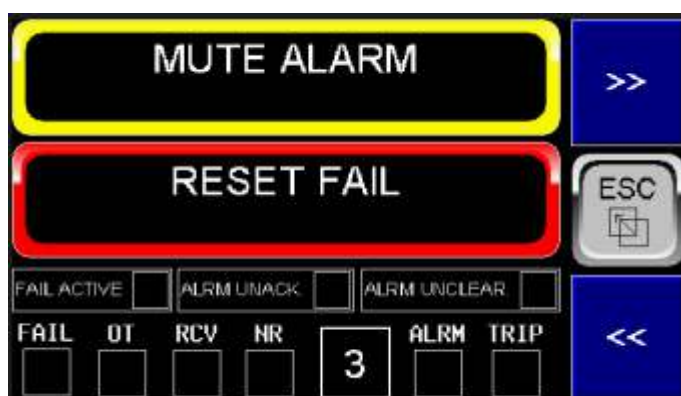 MUTE ALARM
>>
RESET FAIL
ESC
FAIL ACTIVE ALRM UNACK ALRM UNCLEAR
FAIL OT RCV NR 3 ALRM TRIP
<<